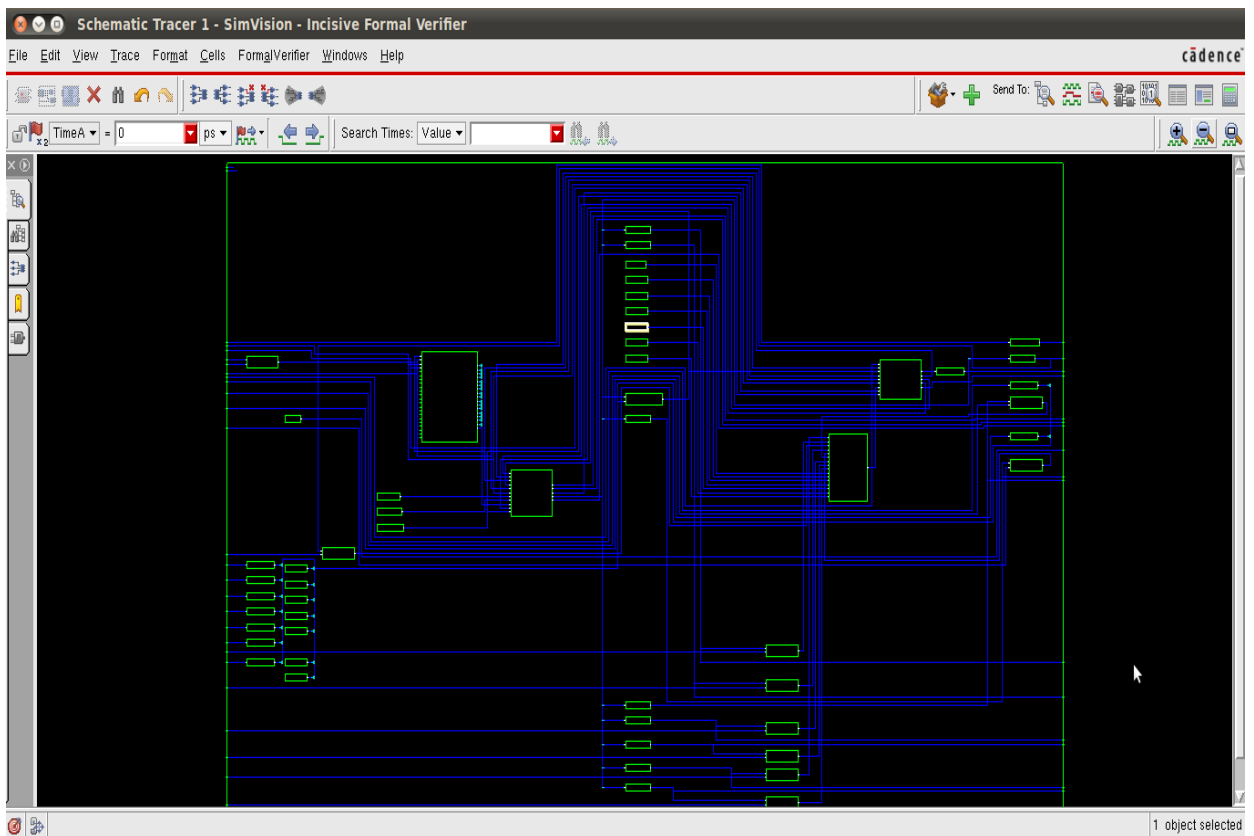 Schematic Tracer 1 - SimVision - Incisive Formal Verifier
File Edit View Trace Format Cells FormalVerifier Windows Help
cādence
Send To:
x2 TimeA = 0 ps Search Times: Value
1 object selected